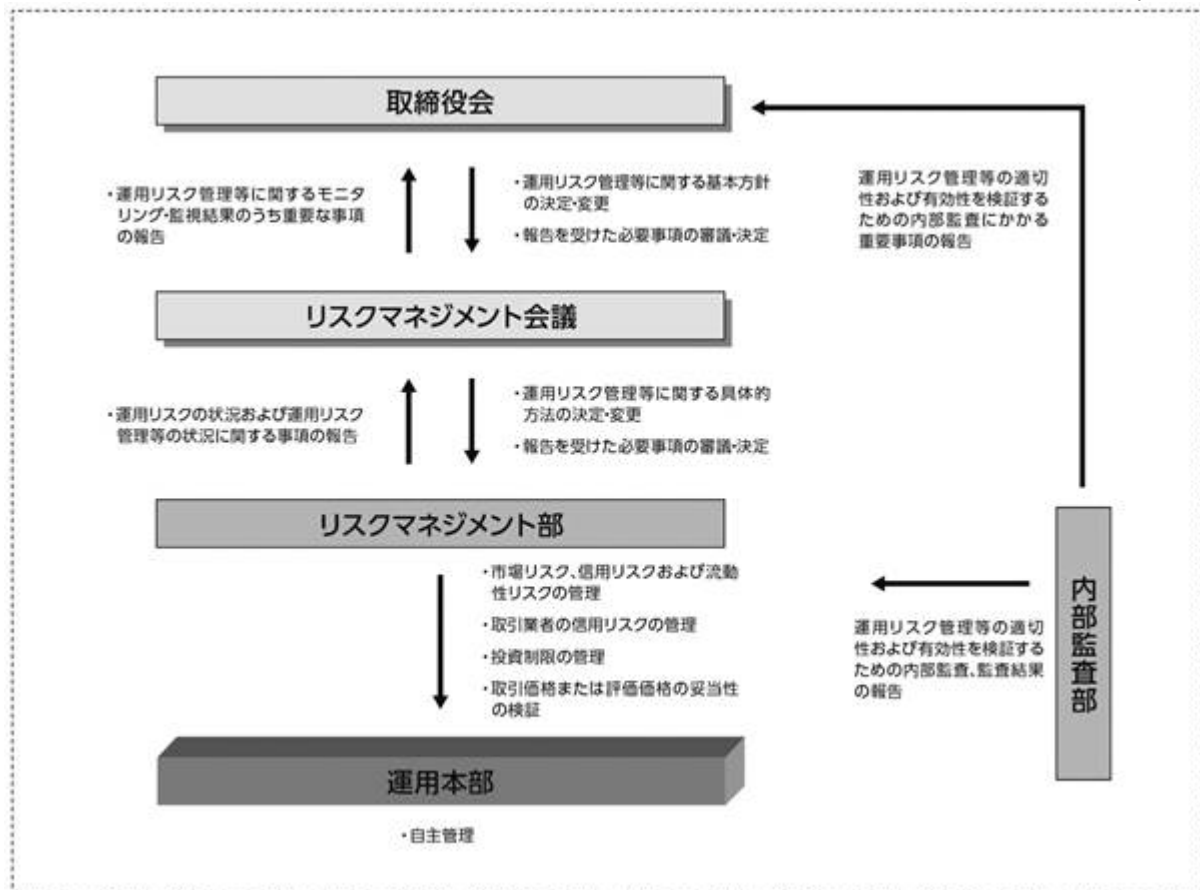 取締役会
・運用リスク管理等に関するモニタ
リング・監視結果のうち重要な事項
の報告
・運用リスク管理等に関する基本方針
の決定・変更
・報告を受けた必要事項の審議・決定
運用リスク管理等の適切
性および有効性を検証する
ための内部監査にかかる
重要事項の報告
リスクマネジメント会議
・運用リスクの状況および運用リスク
管理等の状況に関する事項の報告
・運用リスク管理等に関する具体的
方法の決定・変更
・報告を受けた必要事項の審議・決定
リスクマネジメント部
・市場リスク、信用リスクおよび流動
性リスクの管理
・取引業者の信用リスクの管理
・投資制限の管理
・取引価格または評価価格の妥当性
の検証
運用リスク管理等の適切
性および有効性を検証する
ための内部監査、監査結果
の報告
内部監査部
運用本部
・自主管理